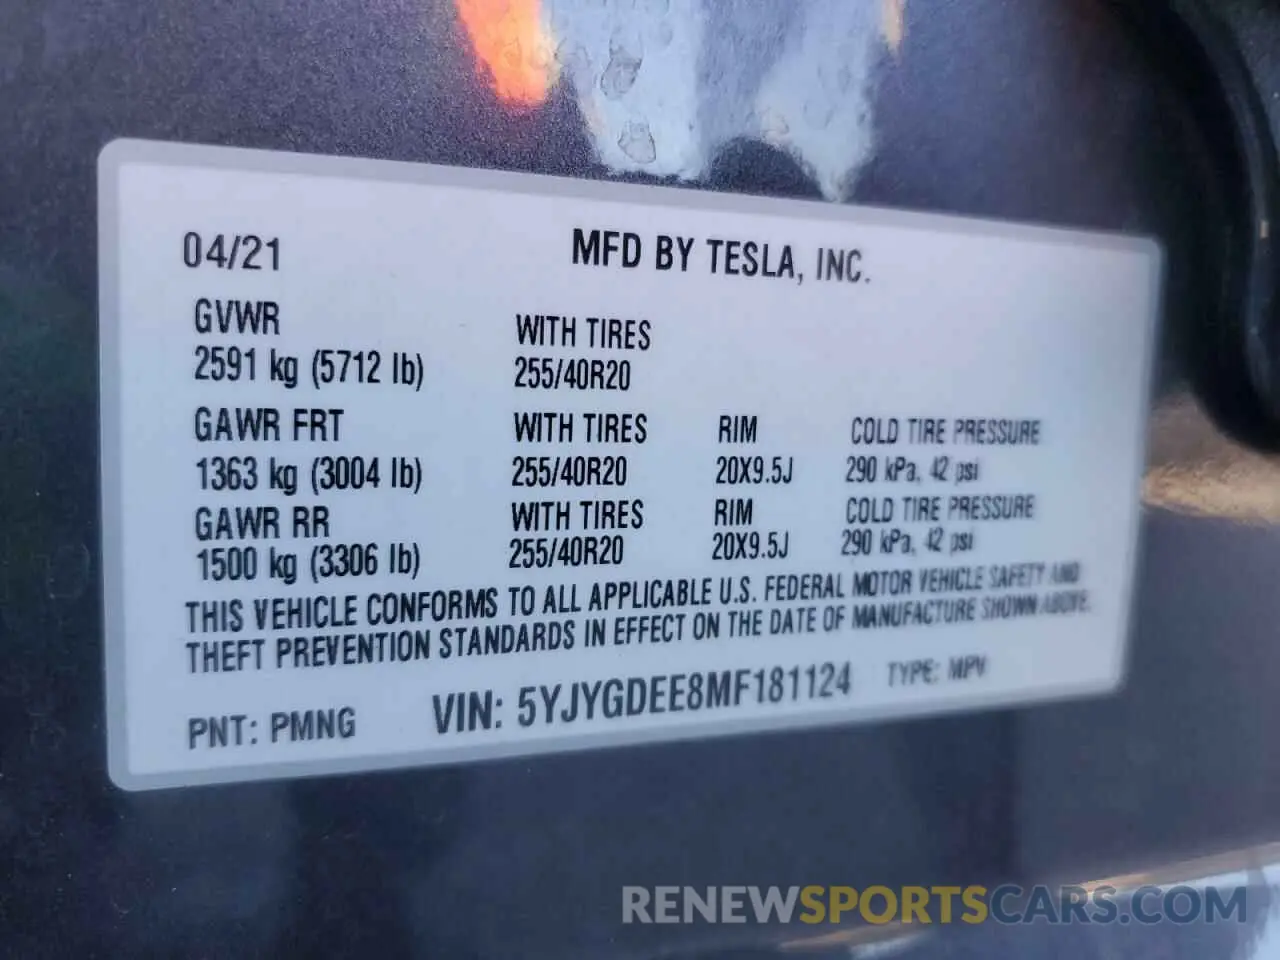 04/21 MFD BY TESLA, INC.
GVWR WITH TIRES
2591 kg (5712 lb) 255/40R20
GAWR FRT WITH TIRES RIM COLD TIRE PRESSURE
1363 kg (3004 lb) 255/40R20 20X9.5J 290 kPa, 42 psi
GAWR RR WITH TIRES RIM COLD TIRE PRESSURE
1500 kg (3306 lb) 255/40R20 20X9.5J 290 kPa, 42 psi
THIS VEHICLE CONFORMS TO ALL APPLICABLE U.S. FEDERAL MOTOR VEHICLE SAFETY AND
THEFT PREVENTION STANDARDS IN EFFECT ON THE DATE OF MANUFACTURE SHOWN ABOVE.
PNT: PMNG VIN: 5YJYGDEE8MF181124 TYPE: MPV
RENEWSPORTSCARS.COM